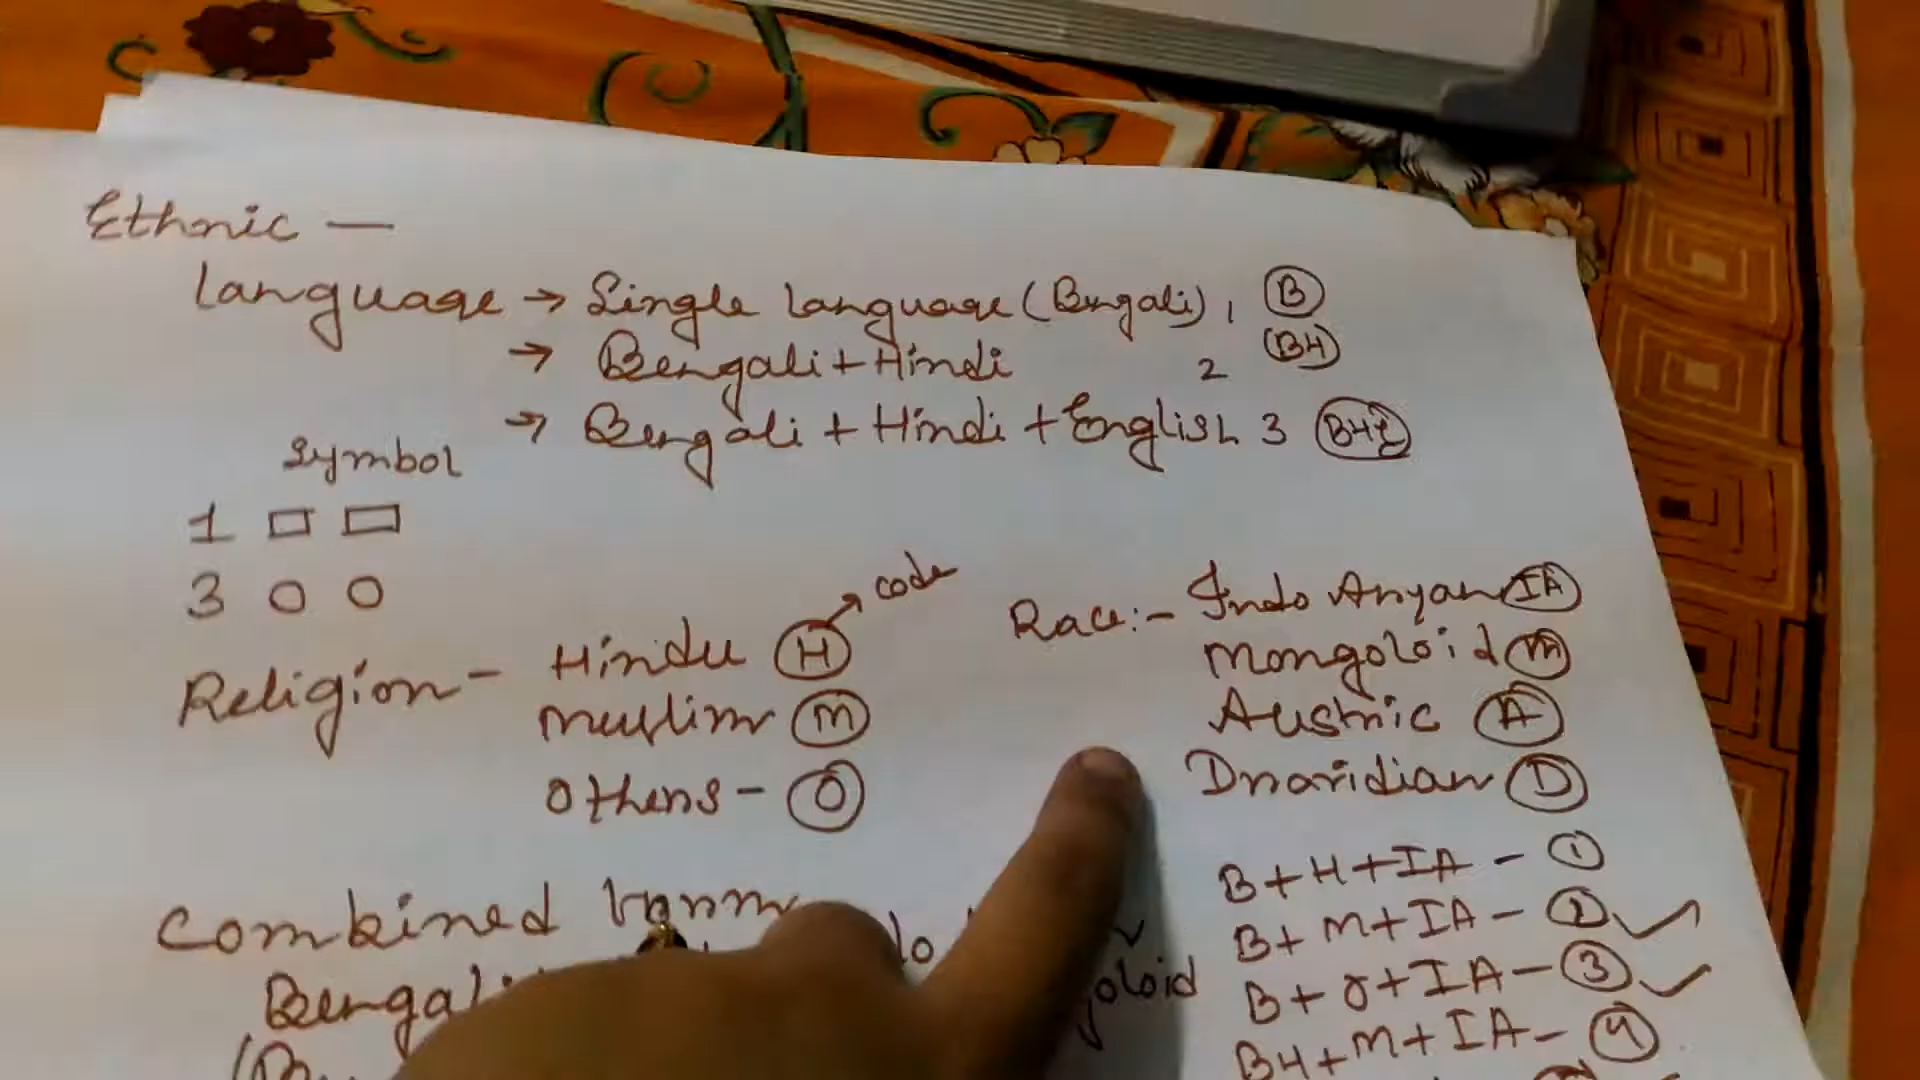 Ethnic —
Language → Single Language (Bengali) 1 B
→ Bengali + Hindi 2 BH
→ Bengali + Hindi + English 3 BHE
Symbol
1
3
Religion - Hindu H code
Muslim M
Others - O
Race:- Indo Aryan IA
Mongoloid M
Austric A
Dravidian D
B+H+IA - 1
B+M+IA - 2
B+O+IA - 3
BH+M+IA - 4
Combined